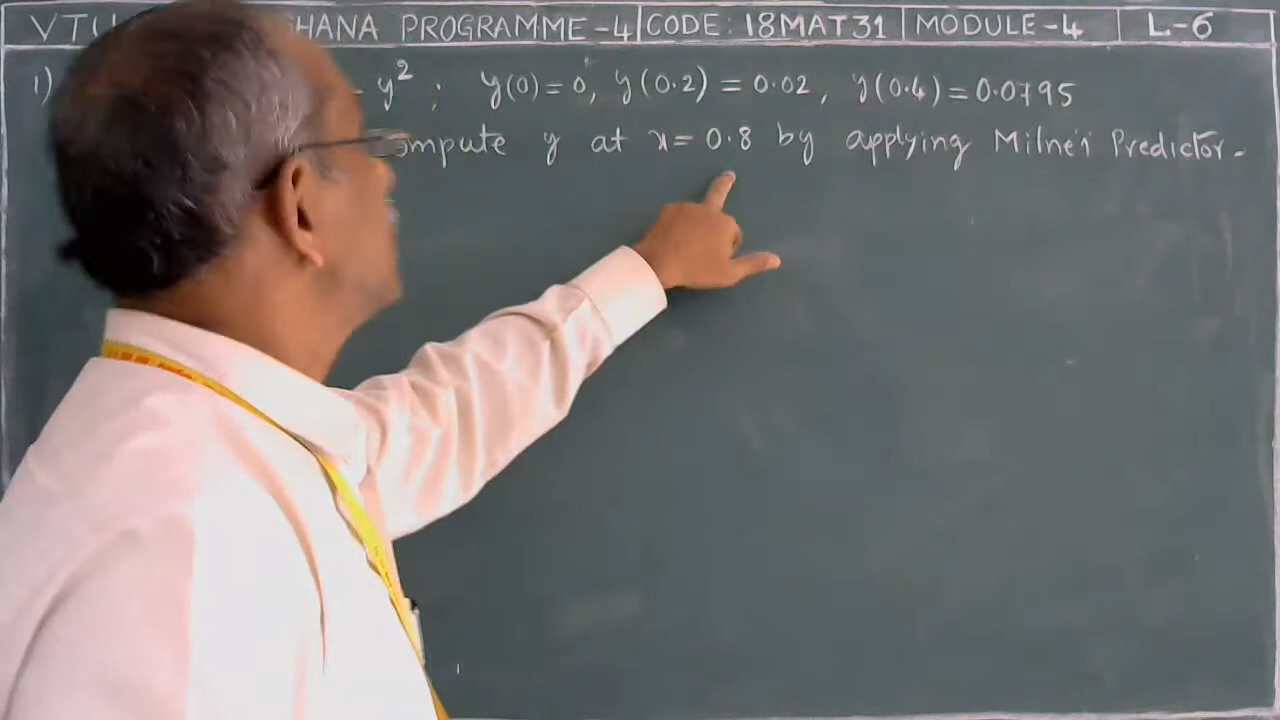 VTU HANA PROGRAMME-4 CODE: 18MAT31 MODULE-4 L-6
1) - y² ; y(0)=0, y(0.2) = 0.02, y(0.4)=0.0795
ompute y at x= 0.8 by applying Milne's Predictor-